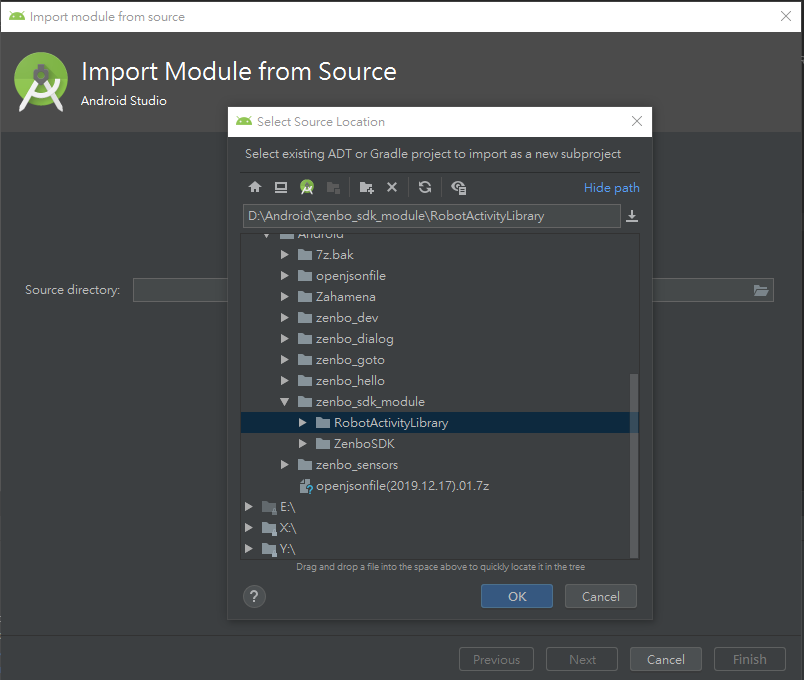 Import module from source
Import Module from Source
Android Studio
Select Source Location
Select existing ADT or Gradle project to import as a new subproject
Hide path
D:\Android\zenbo_sdk_module\RobotActivityLibrary
Android
7z.bak
openjsonfile
Zahamena
zenbo_dev
Source directory:
zenbo_dialog
zenbo_goto
zenbo_hello
zenbo_sdk_module
RobotActivityLibrary
ZenboSDK
zenbo_sensors
openjsonfile(2019.12.17).01.7z
E:\
X:\
Y:\
Drag and drop a file into the space above to quickly locate it in the tree
?
OK
Cancel
Previous
Next
Cancel
Finish